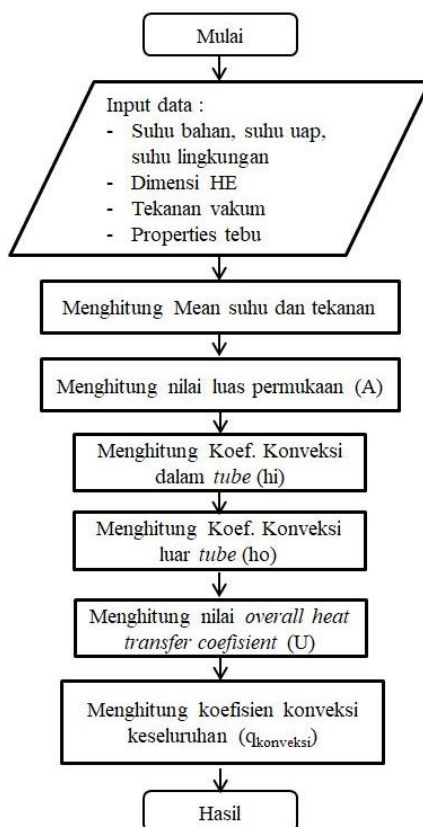 Mulai
Input data :
- Suhu bahan, suhu uap,
suhu lingkungan
- Dimensi HE
- Tekanan vakum
- Properties tebu
Menghitung Mean suhu dan tekanan
Menghitung nilai luas permukaan (A)
Menghitung Koef. Konveksi
dalam tube (hi)
Menghitung Koef. Konveksi
luar tube (ho)
Menghitung nilai overall heat
transfer coefisient (U)
Menghitung koefisien konveksi
keseluruhan (qkonveksi)
Hasil